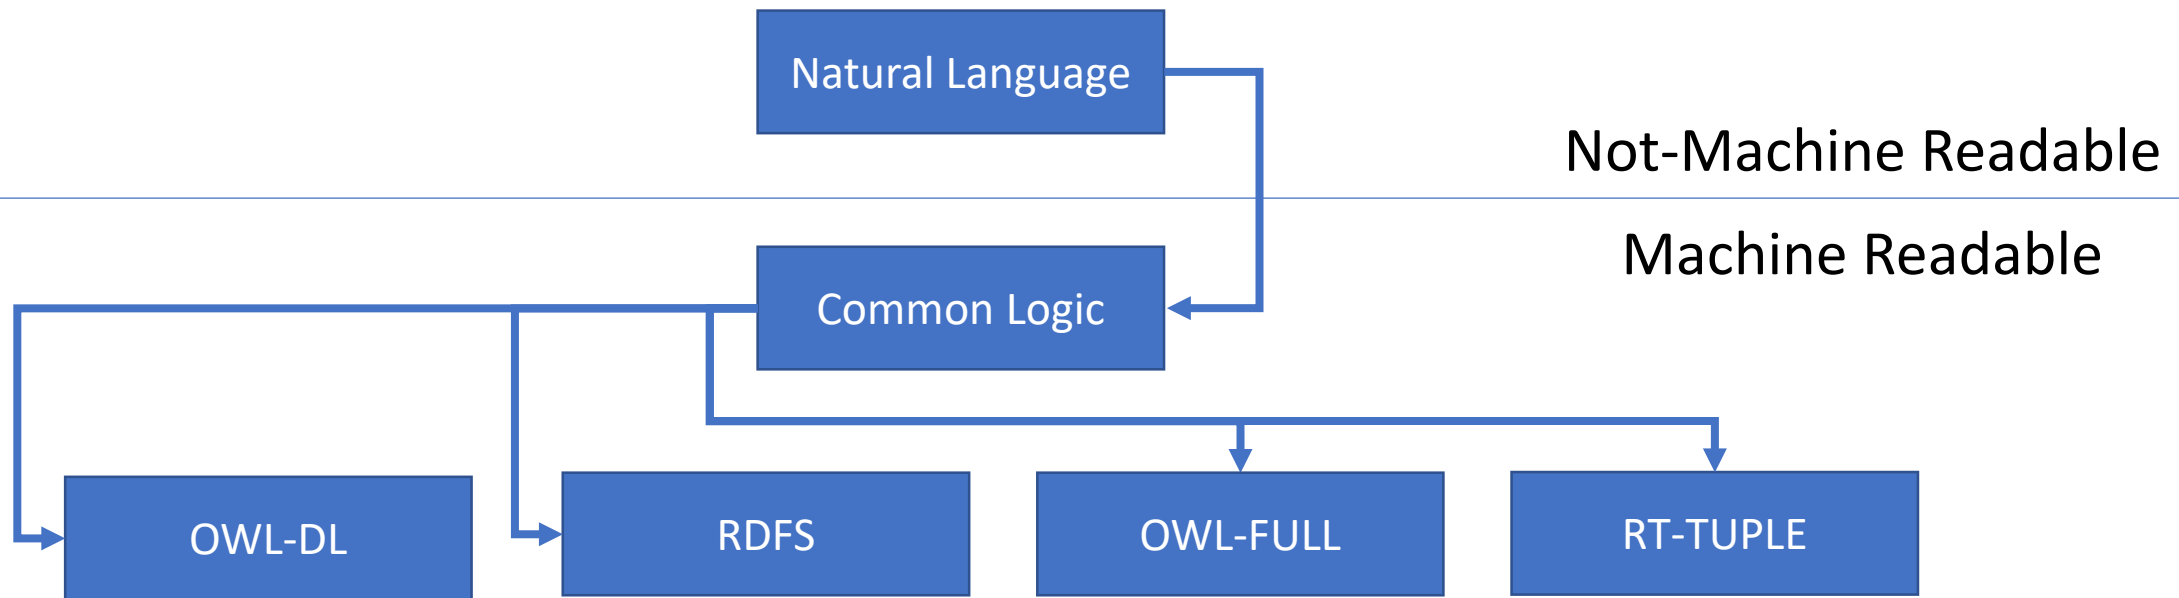 Natural Language
Not-Machine Readable
Machine Readable
Common Logic
OWL-DL
RDFS
OWL-FULL
RT-TUPLE